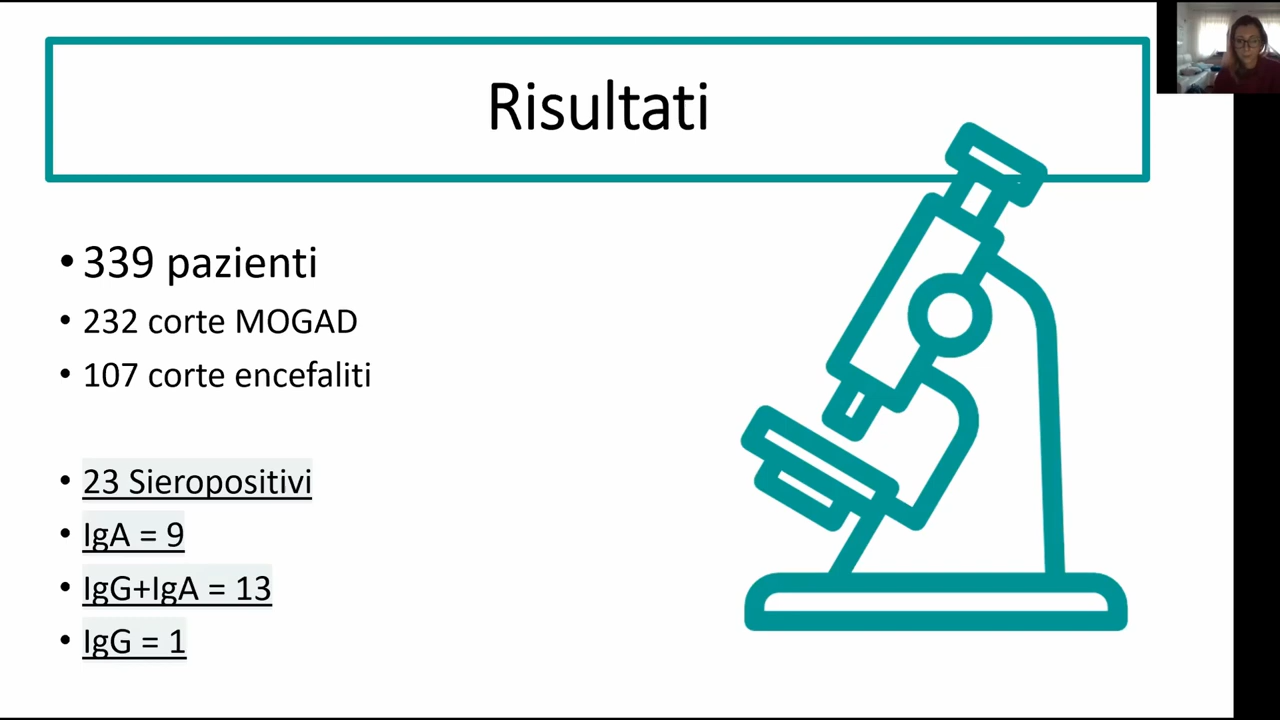 Risultati
• 339 pazienti
• 232 corte MOGAD
• 107 corte encefaliti
• 23 Sieropositivi
• IgA = 9
• IgG+IgA = 13
• IgG = 1